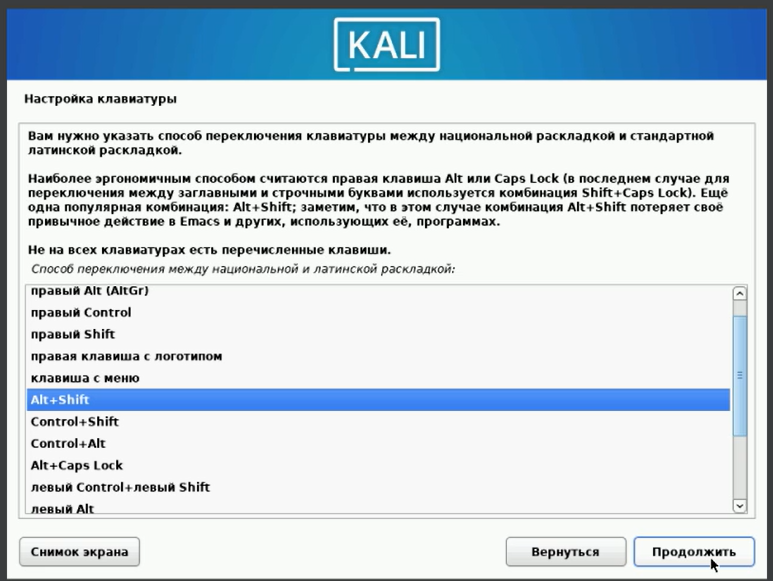 KALI
Настройка клавиатуры
Вам нужно указать способ переключения клавиатуры между национальной раскладкой и стандартной
латинской раскладкой.
Наиболее эргономичным способом считаются правая клавиша Alt или Caps Lock (в последнем случае для
переключения между заглавными и строчными буквами используется комбинация Shift+Caps Lock). Ещё
одна популярная комбинация: Alt+Shift; заметим, что в этом случае комбинация Alt+Shift потеряет своё
привычное действие в Emacs и других, использующих её, программах.
Не на всех клавиатурах есть перечисленные клавиши.
Способ переключения между национальной и латинской раскладкой:
правый Alt (AltGr)
правый Control
правый Shift
правая клавиша с логотипом
клавиша с меню
Alt+Shift
Control+Shift
Control+Alt
Alt+Caps Lock
левый Control+левый Shift
левый Alt
Снимок экрана
Вернуться
Продолжить